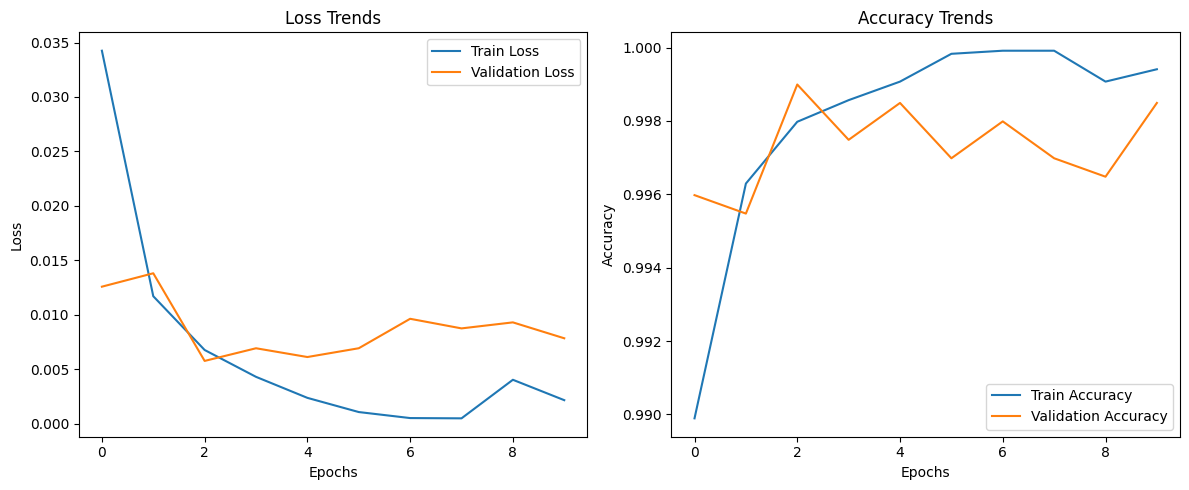 Loss Trends
0.035
0.030
0.025
0.020
0.015
0.010
0.005
0.000
Loss
0 2 4 6 8
Epochs
Train Loss
Validation Loss
Accuracy Trends
1.000
0.998
0.996
0.994
0.992
0.990
Accuracy
0 2 4 6 8
Epochs
Train Accuracy
Validation Accuracy